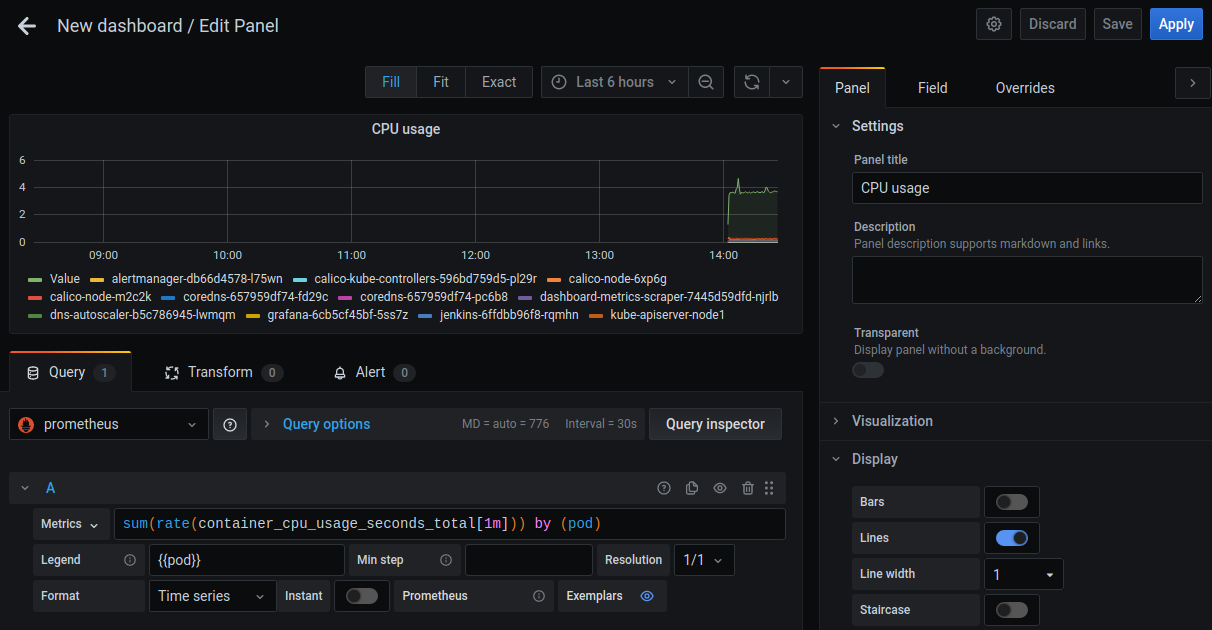 New dashboard / Edit Panel
Discard
Save
Apply
Fill
Fit
Exact
Last 6 hours
CPU usage
6
4
2
0
09:00
10:00
11:00
12:00
13:00
14:00
Value alertmanager-db66d4578-l75wn calico-kube-controllers-596bd759d5-pl29r calico-node-6xp6g
calico-node-m2c2k coredns-657959df74-fd29c coredns-657959df74-pc6b8 dashboard-metrics-scraper-7445d59dfd-njrlb
dns-autoscaler-b5c786945-lwmqm grafana-6cb5cf45bf-5ss7z jenkins-6ffdbb96f8-rqmhn kube-apiserver-node1
Query 1
Transform 0
Alert 0
prometheus
Query options
MD = auto = 776
Interval = 30s
Query inspector
A
Metrics
sum(rate(container_cpu_usage_seconds_total[1m])) by (pod)
Legend
{{pod}}
Min step
Resolution
1/1
Format
Time series
Instant
Prometheus
Exemplars
Panel
Field
Overrides
Settings
Panel title
CPU usage
Description
Panel description supports markdown and links.
Transparent
Display panel without a background.
Visualization
Display
Bars
Lines
Line width
1
Staircase